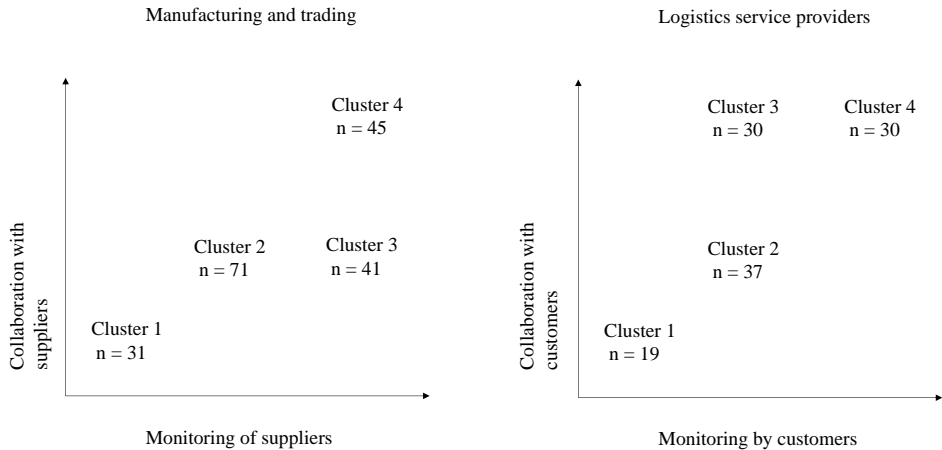 Manufacturing and trading
Collaboration with
suppliers
Cluster 4
n = 45
Cluster 2
n = 71
Cluster 3
n = 41
Cluster 1
n = 31
Monitoring of suppliers
Logistics service providers
Collaboration with
customers
Cluster 3
n = 30
Cluster 4
n = 30
Cluster 2
n = 37
Cluster 1
n = 19
Monitoring by customers